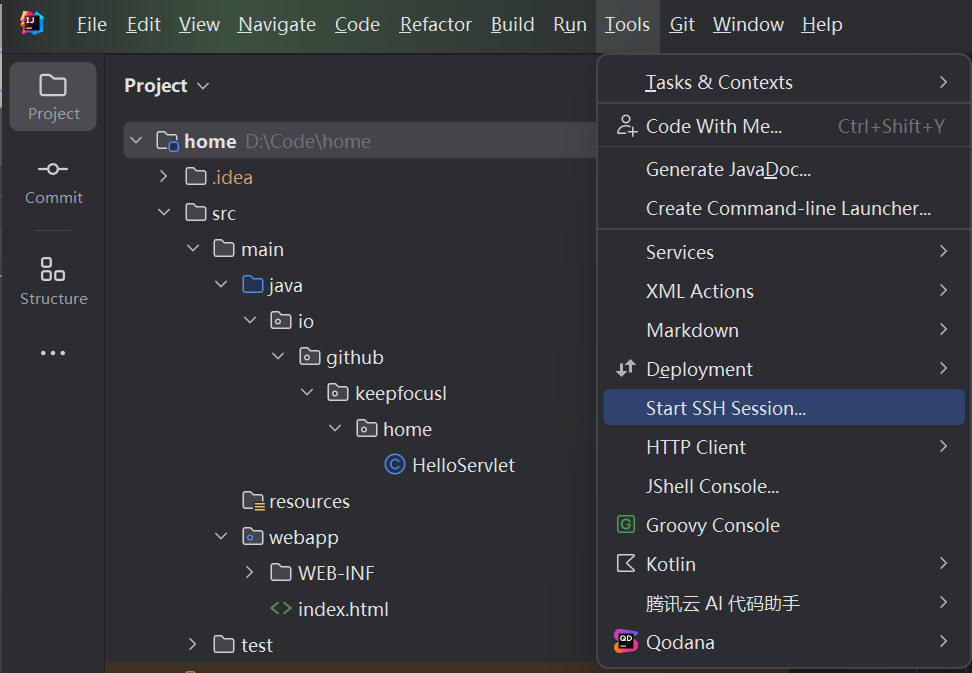 File Edit View Navigate Code Refactor Build Run Tools Git Window Help
Project
Commit
Structure
Project
home D:\Code\home
.idea
src
main
java
io
github
keepfocusl
home
HelloServlet
resources
webapp
WEB-INF
index.html
test
Tasks & Contexts
Code With Me... Ctrl+Shift+Y
Generate JavaDoc...
Create Command-line Launcher...
Services
XML Actions
Markdown
Deployment
Start SSH Session...
HTTP Client
JShell Console...
Groovy Console
Kotlin
腾讯云 AI 代码助手
Qodana